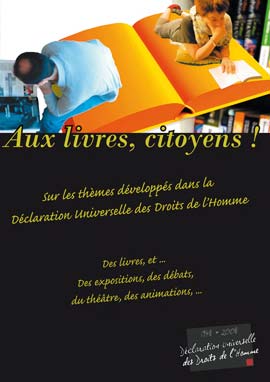 Aux livres, citoyens !
Sur les thèmes développés dans la
Déclaration Universelle des Droits de l'Homme
Des livres, et ...
Des expositions, des débats,
du théâtre, des animations, ...
1948 • 2008
Déclaration universelle
des Droits de l'Homme